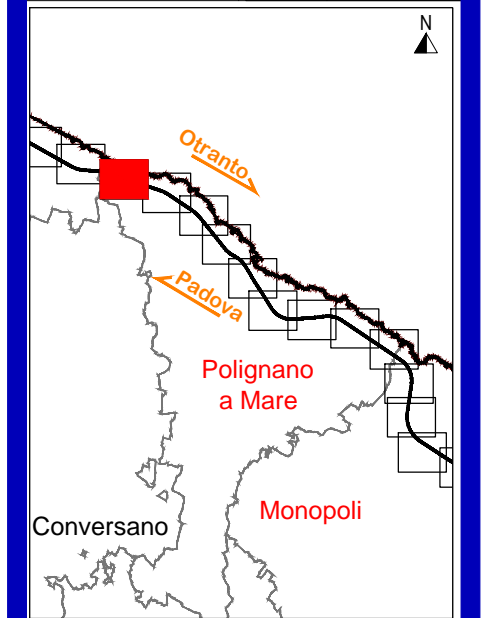 N
Otranto
Padova
Polignano
a Mare
Monopoli
Conversano